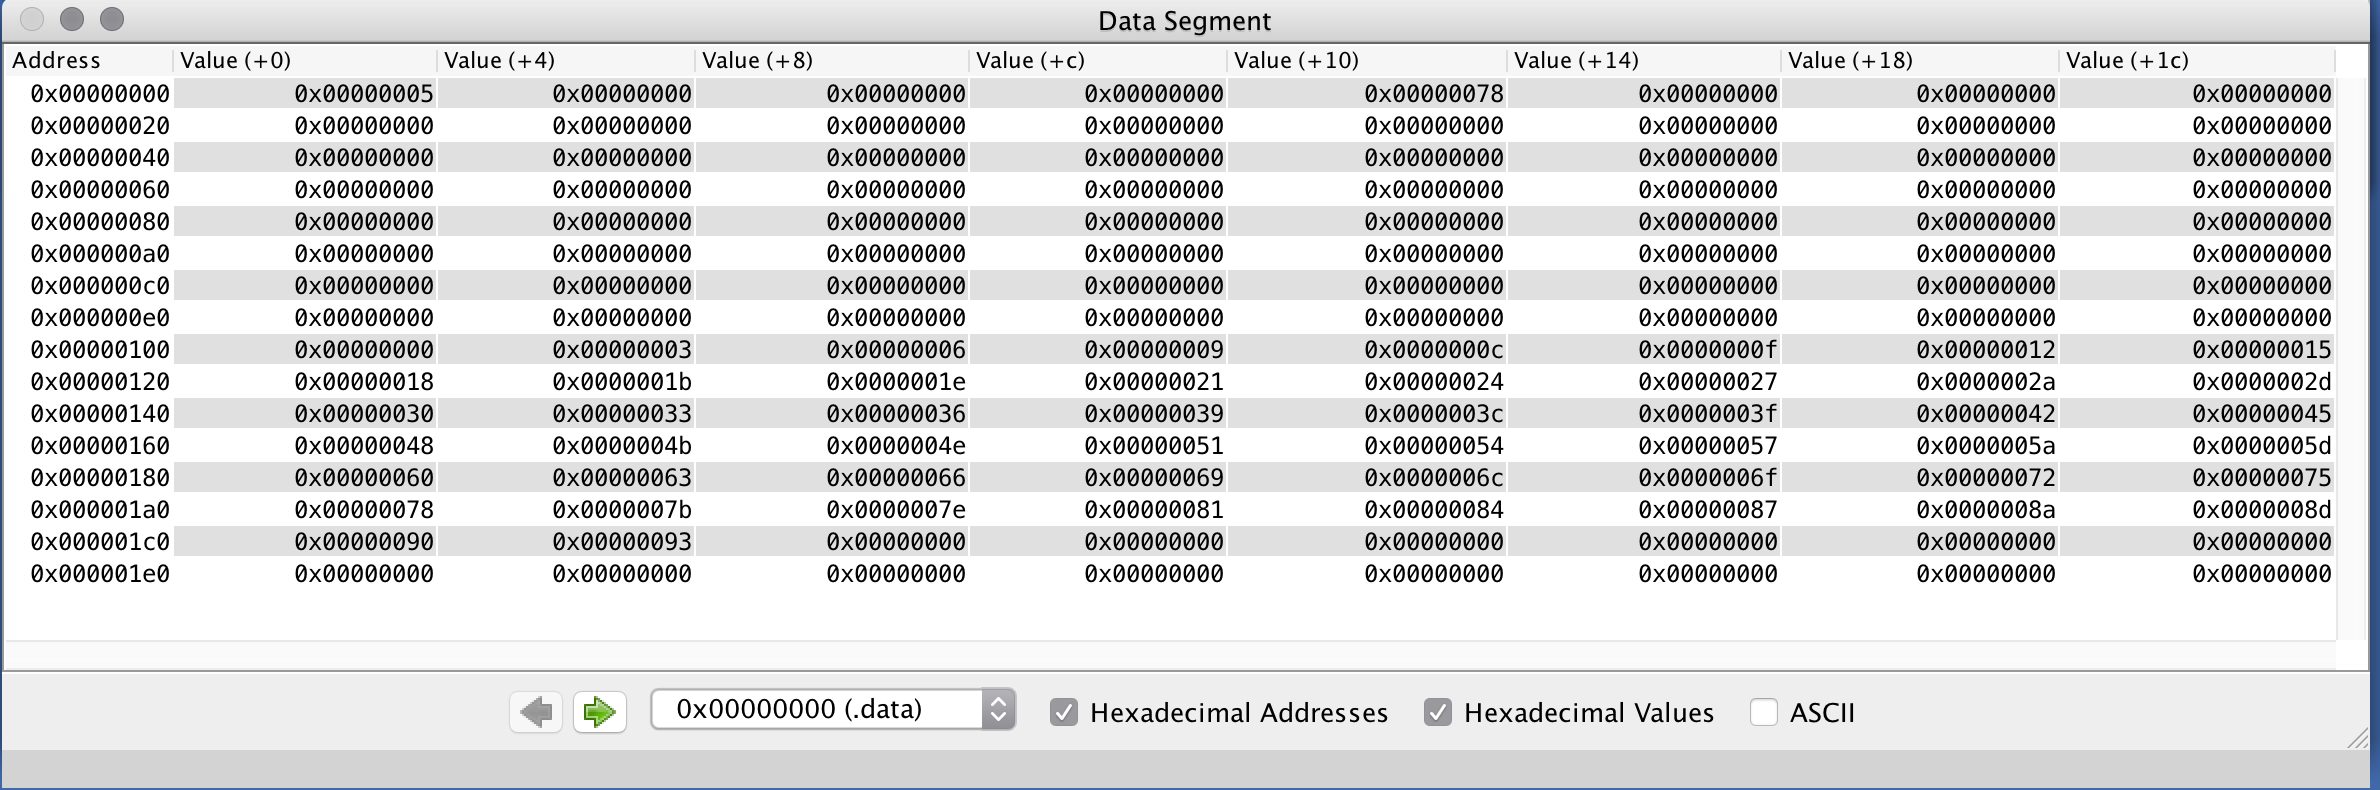 Data Segment
Address Value (+0) Value (+4) Value (+8) Value (+c) Value (+10) Value (+14) Value (+18) Value (+1c)
0x00000000 0x00000005 0x00000000 0x00000000 0x00000000 0x00000078 0x00000000 0x00000000 0x00000000
0x00000020 0x00000000 0x00000000 0x00000000 0x00000000 0x00000000 0x00000000 0x00000000 0x00000000
0x00000040 0x00000000 0x00000000 0x00000000 0x00000000 0x00000000 0x00000000 0x00000000 0x00000000
0x00000060 0x00000000 0x00000000 0x00000000 0x00000000 0x00000000 0x00000000 0x00000000 0x00000000
0x00000080 0x00000000 0x00000000 0x00000000 0x00000000 0x00000000 0x00000000 0x00000000 0x00000000
0x000000a0 0x00000000 0x00000000 0x00000000 0x00000000 0x00000000 0x00000000 0x00000000 0x00000000
0x000000c0 0x00000000 0x00000000 0x00000000 0x00000000 0x00000000 0x00000000 0x00000000 0x00000000
0x000000e0 0x00000000 0x00000000 0x00000000 0x00000000 0x00000000 0x00000000 0x00000000 0x00000000
0x00000100 0x00000000 0x00000003 0x00000006 0x00000009 0x0000000c 0x0000000f 0x00000012 0x00000015
0x00000120 0x00000018 0x0000001b 0x0000001e 0x00000021 0x00000024 0x00000027 0x0000002a 0x0000002d
0x00000140 0x00000030 0x00000033 0x00000036 0x00000039 0x0000003c 0x0000003f 0x00000042 0x00000045
0x00000160 0x00000048 0x0000004b 0x0000004e 0x00000051 0x00000054 0x00000057 0x0000005a 0x0000005d
0x00000180 0x00000060 0x00000063 0x00000066 0x00000069 0x0000006c 0x0000006f 0x00000072 0x00000075
0x000001a0 0x00000078 0x0000007b 0x0000007e 0x00000081 0x00000084 0x00000087 0x0000008a 0x0000008d
0x000001c0 0x00000090 0x00000093 0x00000000 0x00000000 0x00000000 0x00000000 0x00000000 0x00000000
0x000001e0 0x00000000 0x00000000 0x00000000 0x00000000 0x00000000 0x00000000 0x00000000 0x00000000
0x00000000 (.data) Hexadecimal Addresses Hexadecimal Values ASCII